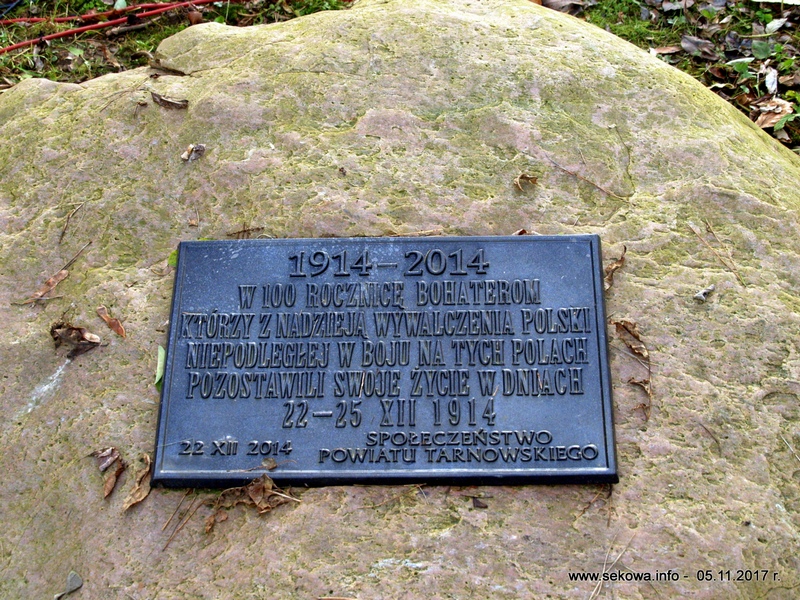 1914–2014
W 100 ROCZNICĘ BOHATEROM
KTÓRZY Z NADZIEJĄ WYWALCZENIA POLSKI
NIEPODLEGŁEJ W BOJU NA TYCH POLACH
POZOSTAWILI SWOJE ŻYCIE W DNIACH
22–25 XII 1914
22 XII 2014 SPOŁECZEŃSTWO
POWIATU TARNOWSKIEGO
www.sekowa.info - 05.11.2017 r.